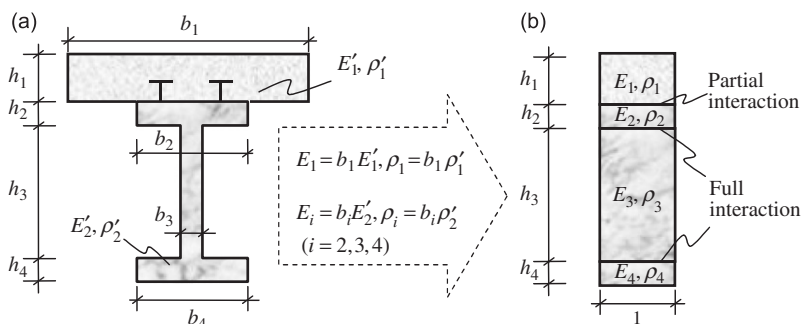 (a)
b₁
h₁
E′₁, ρ′₁
h₂
b₂
h₃
b₃
E′₂, ρ′₂
h₄
b₄
E₁ = b₁E′₁, ρ₁ = b₁ρ′₁
Eᵢ = bᵢE′₂, ρᵢ = bᵢρ′₂
(i = 2,3,4)
(b)
h₁
E₁, ρ₁
Partial
interaction
h₂
E₂, ρ₂
h₃
E₃, ρ₃
Full
interaction
h₄
E₄, ρ₄
1